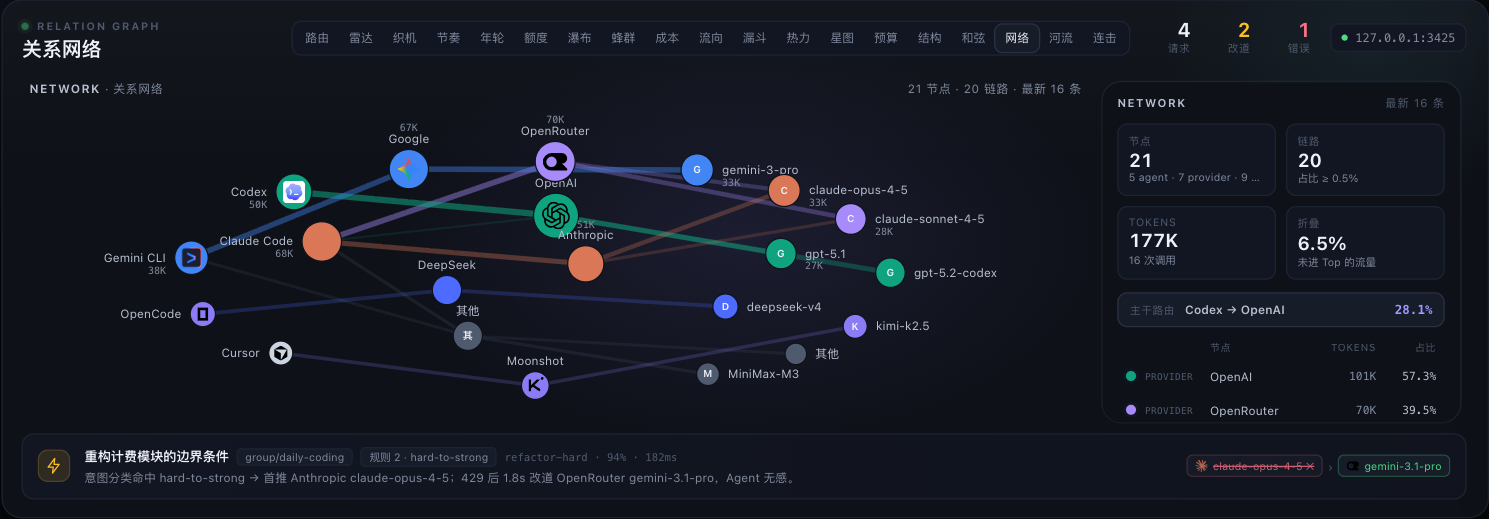 RELATION GRAPH
关系网络
路由 雷达 织机 节奏 年轮 额度 瀑布 蜂群 成本 流向 漏斗 热力 星图 预算 结构 和弦 网络 河流 连击
4 请求
2 改道
1 错误
127.0.0.1:3425
NETWORK · 关系网络
21 节点 · 20 链路 · 最新 16 条
67K
Google
70K
OpenRouter
OpenAI
Codex
50K
Claude Code
68K
Gemini CLI
38K
51K
Anthropic
DeepSeek
OpenCode
其他
其
Cursor
Moonshot
G
gemini-3-pro
33K
C
claude-opus-4-5
33K
C
claude-sonnet-4-5
28K
G
gpt-5.1
27K
G
gpt-5.2-codex
D
deepseek-v4
K
kimi-k2.5
其他
M
MiniMax-M3
NETWORK
最新 16 条
节点
21
5 agent · 7 provider · 9 …
链路
20
占比 ≥ 0.5%
TOKENS
177K
16 次调用
折叠
6.5%
未进 Top 的流量
主干路由 Codex → OpenAI 28.1%
节点 TOKENS 占比
PROVIDER OpenAI 101K 57.3%
PROVIDER OpenRouter 70K 39.5%
重构计费模块的边界条件 group/daily-coding 规则 2 · hard-to-strong refactor-hard · 94% · 182ms
意图分类命中 hard-to-strong → 首推 Anthropic claude-opus-4-5；429 后 1.8s 改道 OpenRouter gemini-3.1-pro，Agent 无感。
claude-opus-4-5 ✕ › gemini-3.1-pro